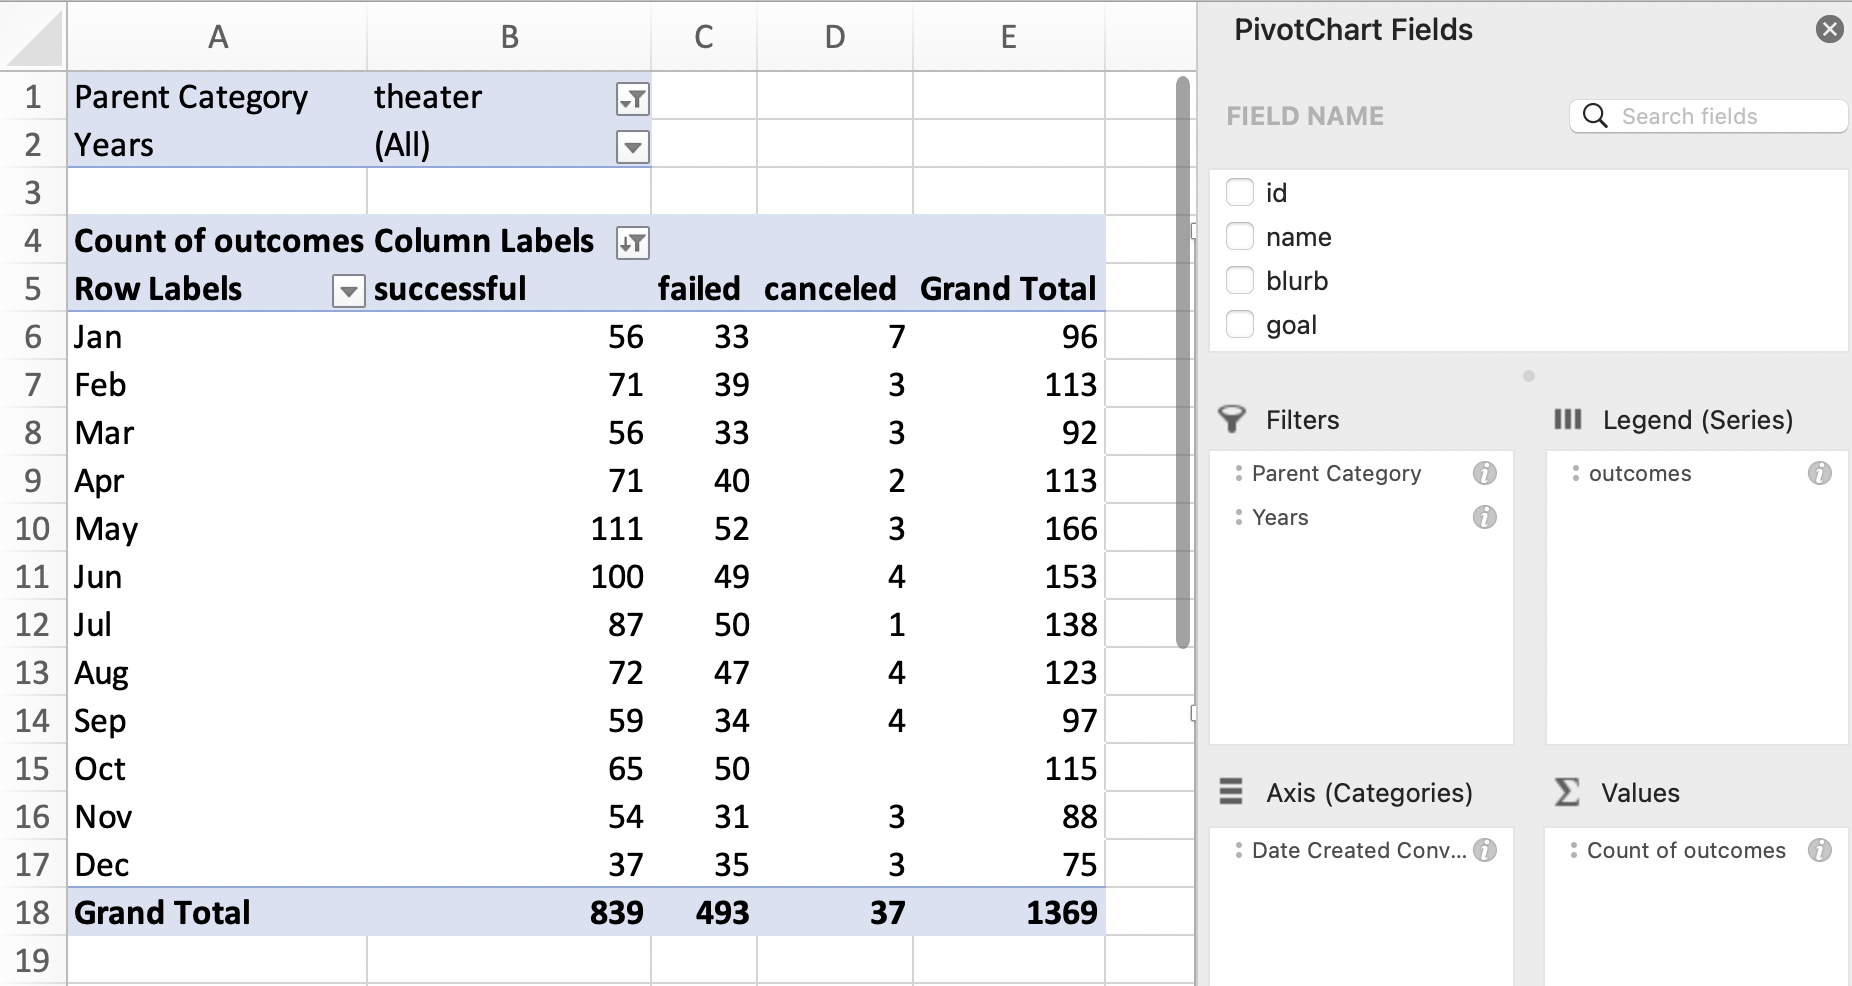 A B C D E
1 Parent Category theater
2 Years (All)
3
4 Count of outcomes Column Labels
5 Row Labels successful failed canceled Grand Total
6 Jan 56 33 7 96
7 Feb 71 39 3 113
8 Mar 56 33 3 92
9 Apr 71 40 2 113
10 May 111 52 3 166
11 Jun 100 49 4 153
12 Jul 87 50 1 138
13 Aug 72 47 4 123
14 Sep 59 34 4 97
15 Oct 65 50 115
16 Nov 54 31 3 88
17 Dec 37 35 3 75
18 Grand Total 839 493 37 1369
19
PivotChart Fields
FIELD NAME Search fields
id
name
blurb
goal
Filters
Parent Category
Years
Legend (Series)
outcomes
Axis (Categories)
Date Created Conv...
Values
Count of outcomes